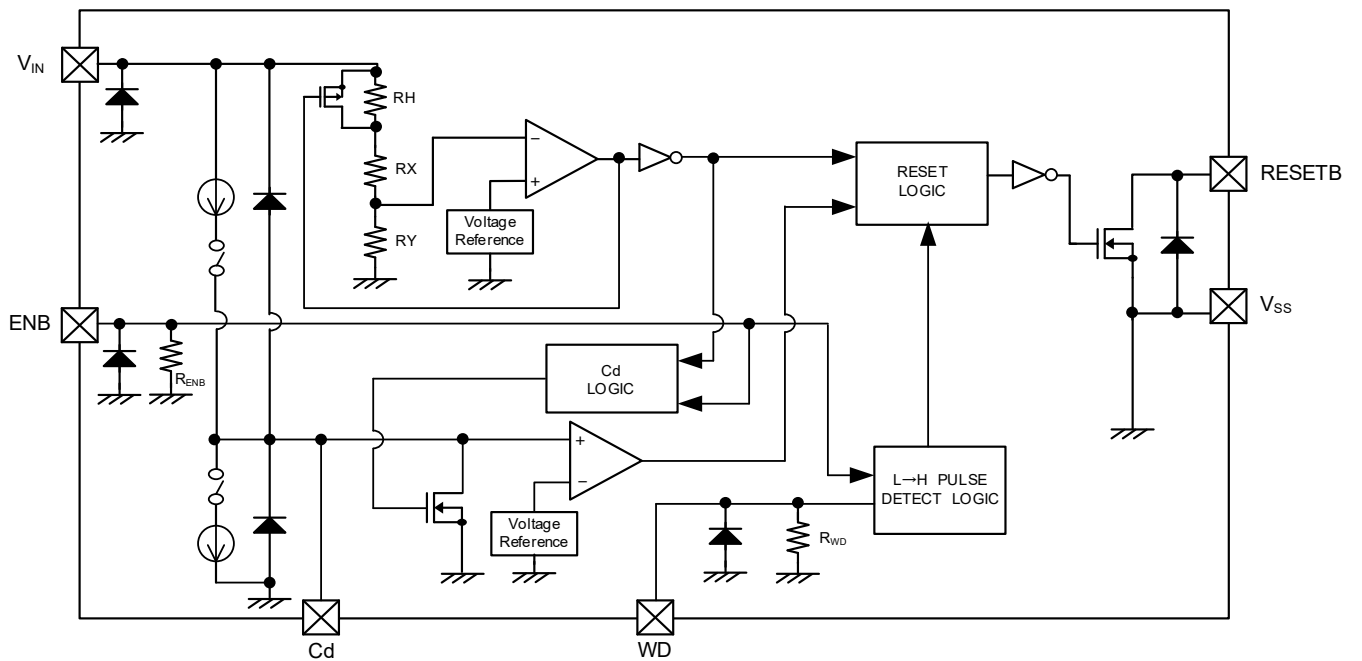 VIN
RH
RX
RY
−
+
Voltage
Reference
RESET
LOGIC
RESETB
VSS
ENB
RENB
Cd
LOGIC
+
−
Voltage
Reference
L→H PULSE
DETECT LOGIC
RWD
Cd
WD